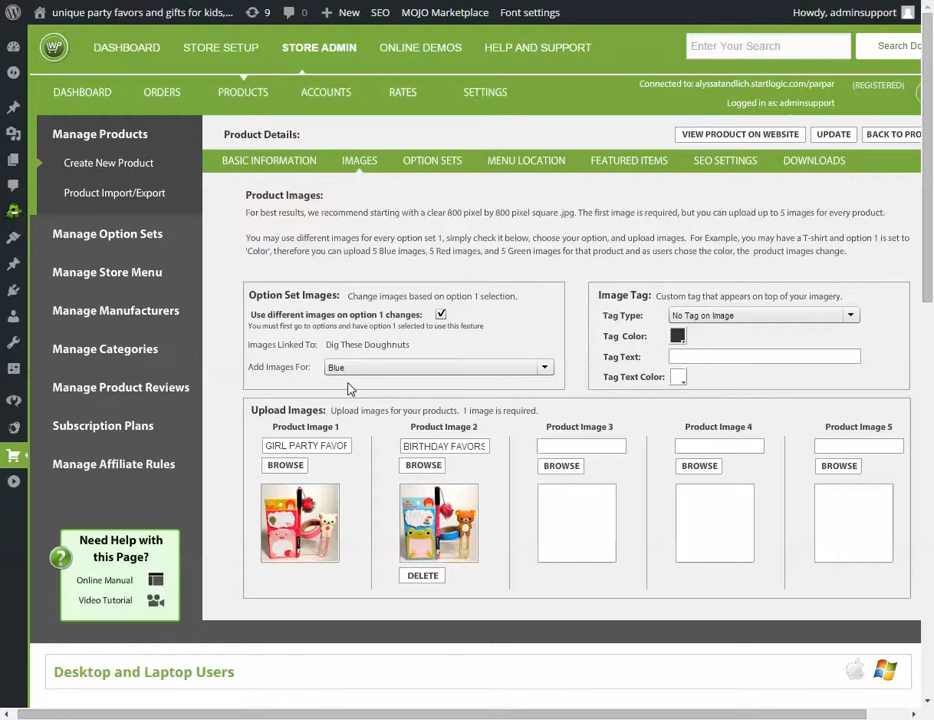 unique party favors and gifts for kids,... 9 0 New SEO MOJO Marketplace Font settings Howdy, adminsupport
WP DASHBOARD STORE SETUP STORE ADMIN ONLINE DEMOS HELP AND SUPPORT Enter Your Search Search Do
DASHBOARD ORDERS PRODUCTS ACCOUNTS RATES SETTINGS
Connected to: alyssatandlich.startlogic.com/parpar (REGISTERED)
Logged in as: adminsupport
Manage Products
Create New Product
Product Import/Export
Manage Option Sets
Manage Store Menu
Manage Manufacturers
Manage Categories
Manage Product Reviews
Subscription Plans
Manage Affiliate Rules
Need Help with
this Page?
Online Manual
Video Tutorial
Product Details: VIEW PRODUCT ON WEBSITE UPDATE BACK TO PRO
BASIC INFORMATION IMAGES OPTION SETS MENU LOCATION FEATURED ITEMS SEO SETTINGS DOWNLOADS
Product Images:
For best results, we recommend starting with a clear 800 pixel by 800 pixel square .jpg. The first image is required, but you can upload up to 5 images for every product.
You may use different images for every option set 1, simply check it below, choose your option, and upload images. For Example, you may have a T-shirt and option 1 is set to
'Color', therefore you can upload 5 Blue images, 5 Red images, and 5 Green images for that product and as users chose the color, the product images change.
Option Set Images: Change images based on option 1 selection.
Use different images on option 1 changes:
You must first go to options and have option 1 selected to use this feature
Images Linked To: Dig These Doughnuts
Add Images For: Blue
Image Tag: Custom tag that appears on top of your imagery.
Tag Type: No Tag on Image
Tag Color:
Tag Text:
Tag Text Color:
Upload Images: Upload images for your products. 1 image is required.
Product Image 1 Product Image 2 Product Image 3 Product Image 4 Product Image 5
GIRL PARTY FAVOF BIRTHDAY FAVORS
BROWSE BROWSE BROWSE BROWSE BROWSE
DELETE
Desktop and Laptop Users